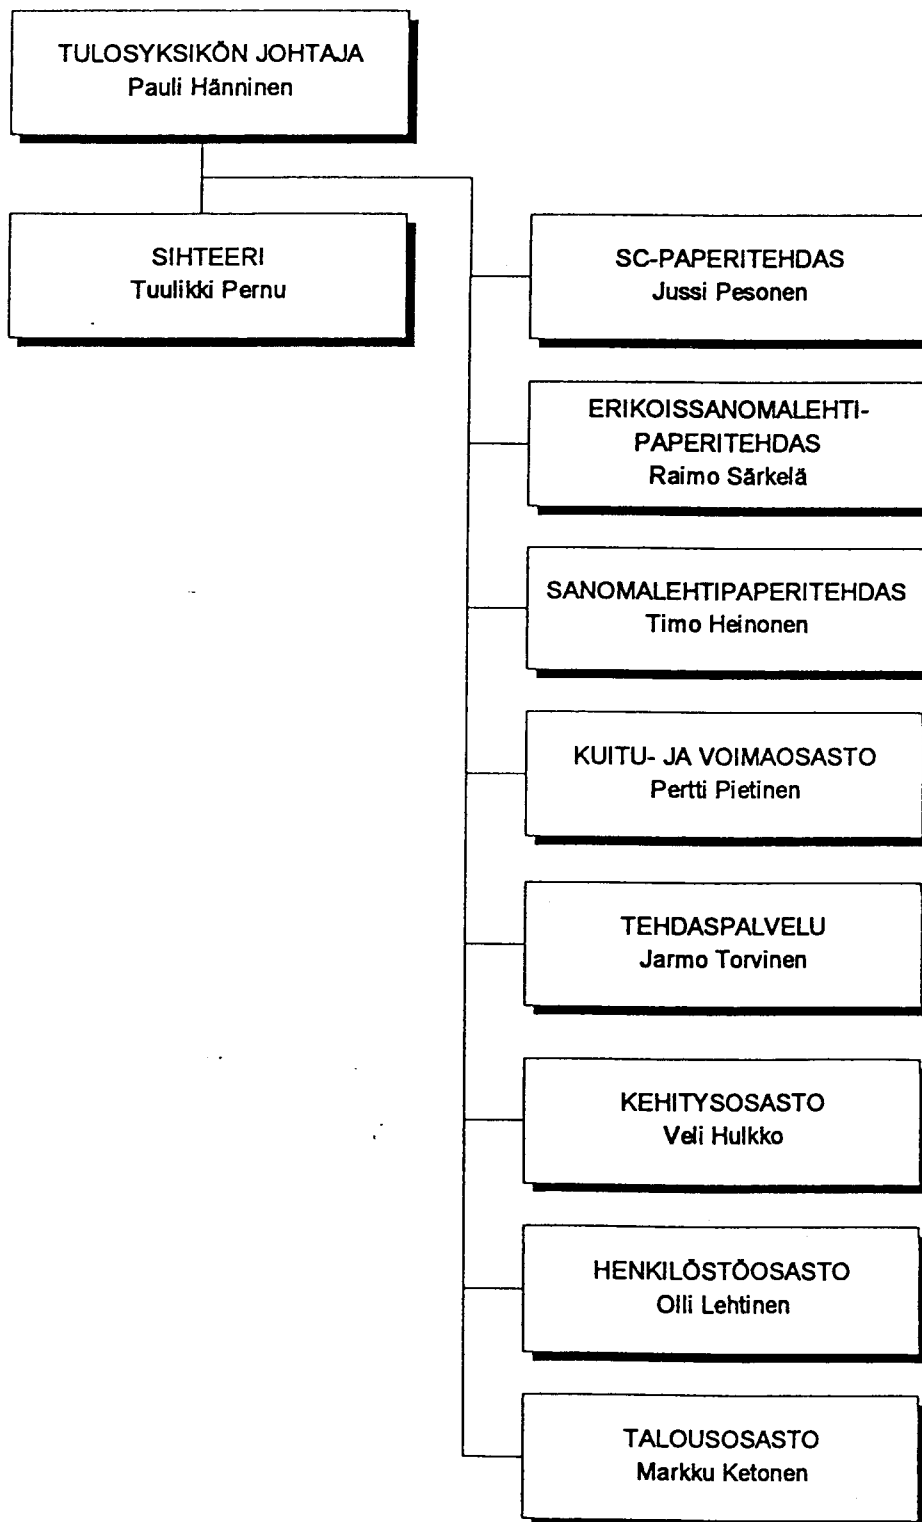 TULOSYKSIKÖN JOHTAJA
Pauli Hänninen
SIHTEERI
Tuulikki Pernu
SC-PAPERITEHDAS
Jussi Pesonen
ERIKOISSANOMALEHTI-
PAPERITEHDAS
Raimo Särkelä
SANOMALEHTIPAPERITEHDAS
Timo Heinonen
KUITU- JA VOIMAOSASTO
Pertti Pietinen
TEHDASPALVELU
Jarmo Torvinen
KEHITYSOSASTO
Veli Hulkko
HENKILÖSTÖOSASTO
Olli Lehtinen
TALOUSOSASTO
Markku Ketonen